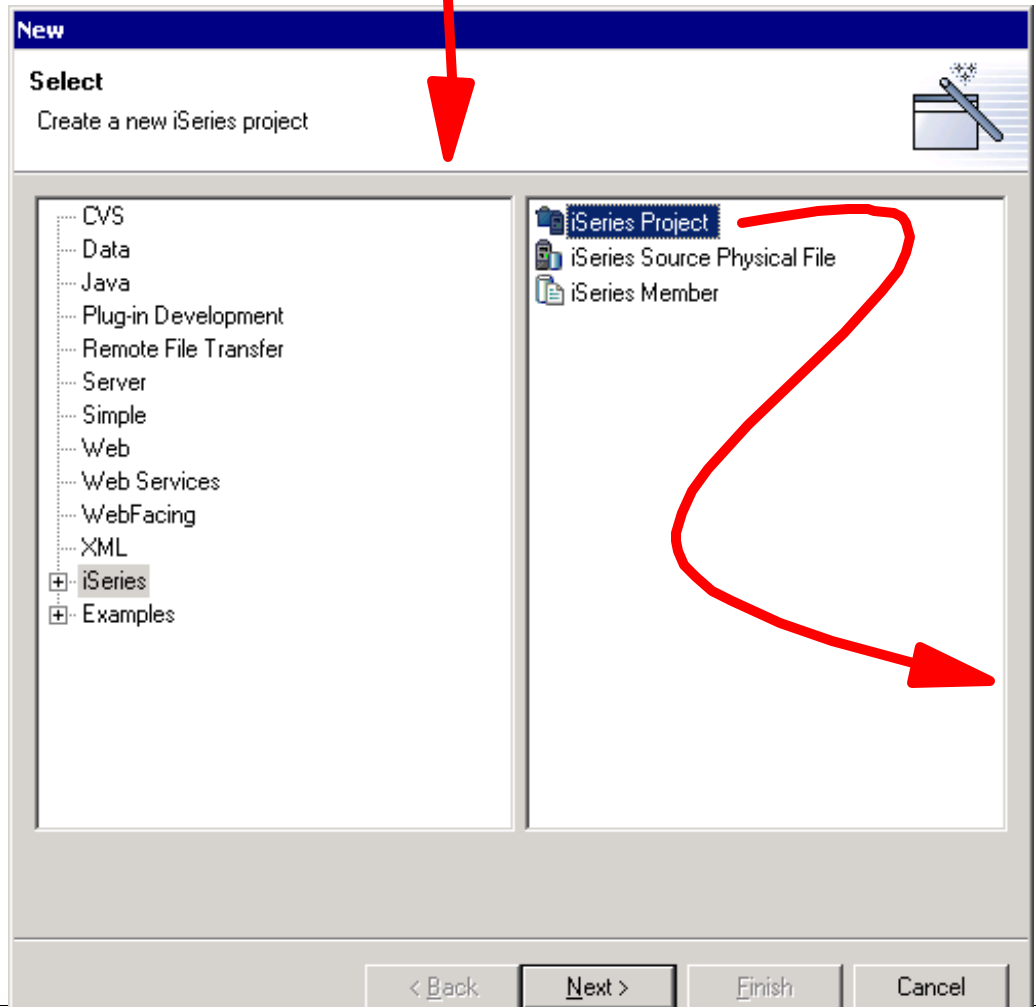 New
Select
Create a new iSeries project
CVS
Data
Java
Plug-in Development
Remote File Transfer
Server
Simple
Web
Web Services
WebFacing
XML
iSeries
Examples
iSeries Project
iSeries Source Physical File
iSeries Member
< Back
Next >
Finish
Cancel